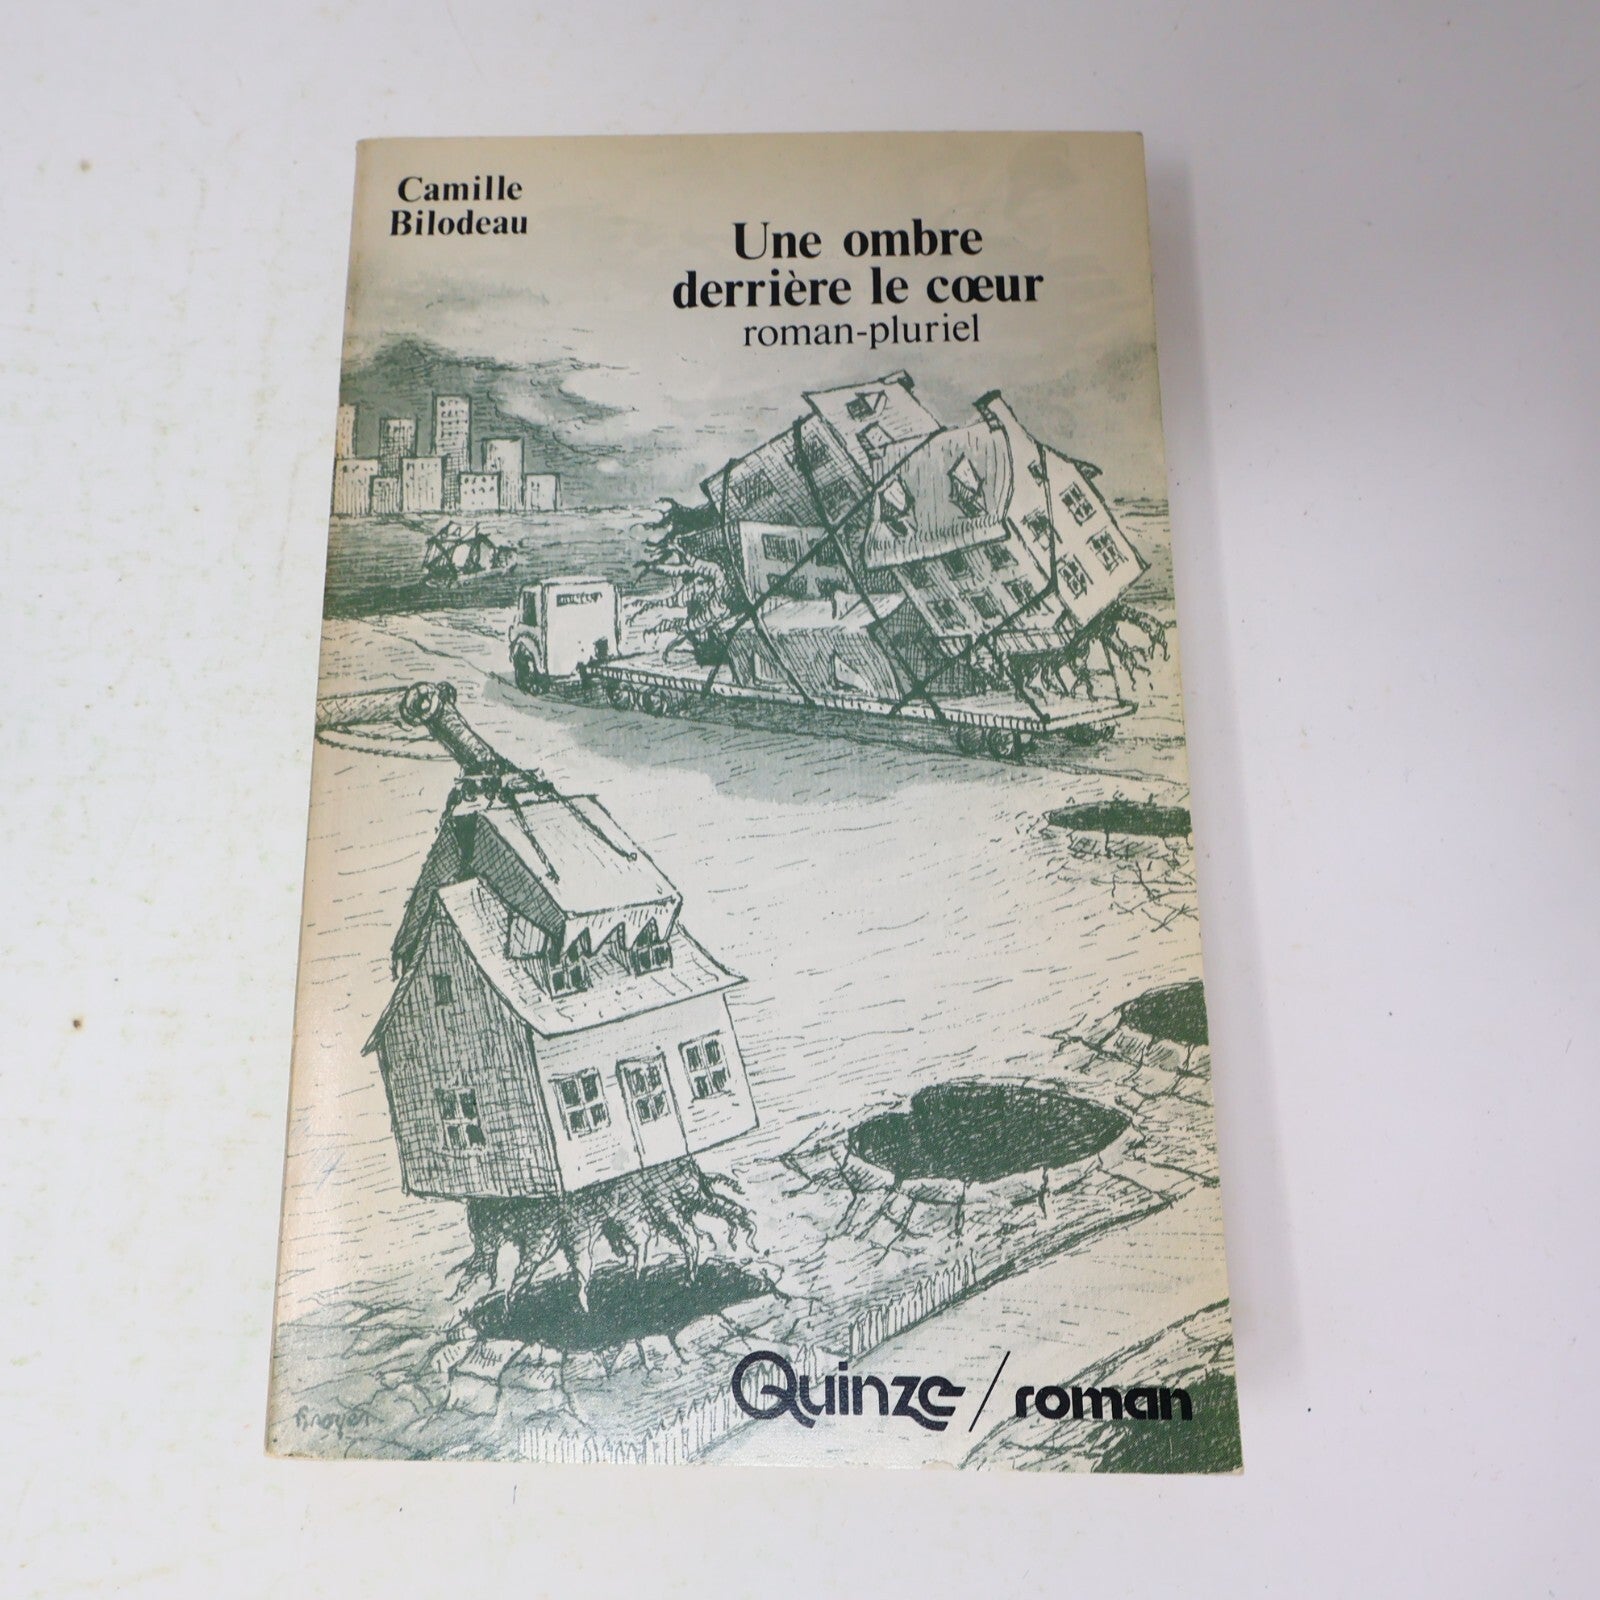 Camille
Bilodeau
Une ombre
derrière le cœur
roman-pluriel
Quinze / roman